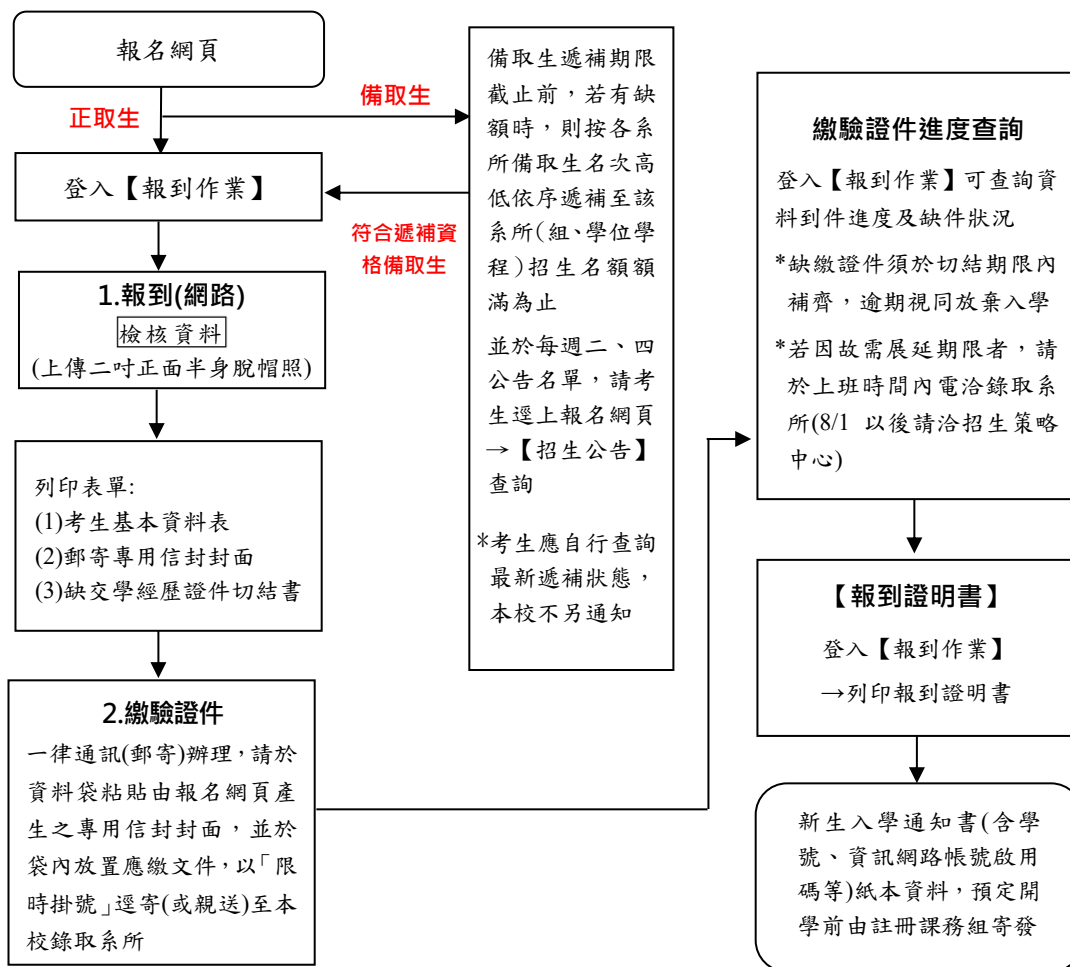 報名網頁
正取生
備取生
登入【報到作業】
符合遞補資
格備取生
1.報到(網路)
檢核資料
(上傳二吋正面半身脫帽照)
列印表單:
(1)考生基本資料表
(2)郵寄專用信封封面
(3)缺交學經歷證件切結書
2.繳驗證件
一律通訊(郵寄)辦理，請於
資料袋粘貼由報名網頁產
生之專用信封封面，並於
袋內放置應繳文件，以「限
時掛號」逕寄(或親送)至本
校錄取系所
備取生遞補期限
截止前，若有缺
額時，則按各系
所備取生名次高
低依序遞補至該
系所(組、學位學
程)招生名額額
滿為止
並於每週二、四
公告名單，請考
生逕上報名網頁
→【招生公告】
查詢
*考生應自行查詢
最新遞補狀態，
本校不另通知
繳驗證件進度查詢
登入【報到作業】可查詢資
料到件進度及缺件狀況
*缺繳證件須於切結期限內
補齊，逾期視同放棄入學
*若因故需展延期限者，請
於上班時間內電洽錄取系
所(8/1 以後請洽招生策略
中心)
【報到證明書】
登入【報到作業】
→列印報到證明書
新生入學通知書(含學
號、資訊網路帳號啟用
碼等)紙本資料，預定開
學前由註冊課務組寄發